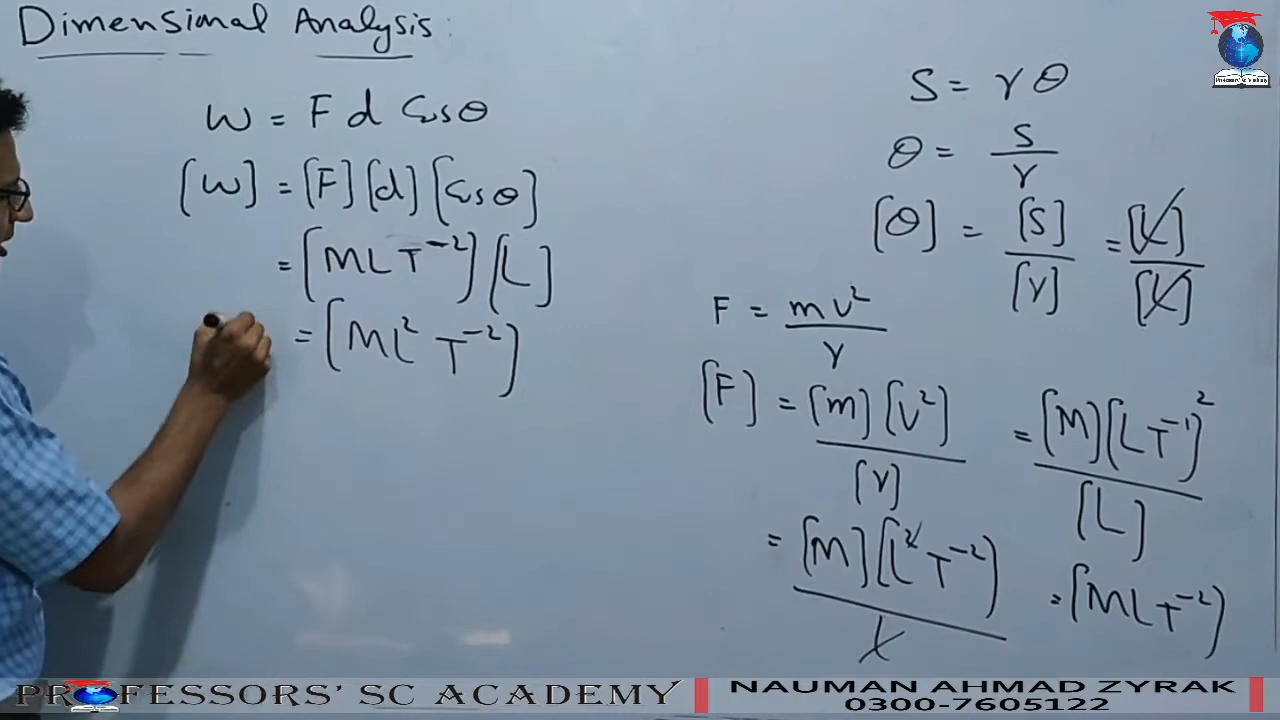 Dimensional Analysis:
W = F d Cosθ
[W] = [F][d][Cosθ]
= [MLT⁻²][L]
= [ML² T⁻²]
S = r θ
θ = S / r
[θ] = [S] / [r] = [L] / [L]
F = mv² / r
[F] = [m][v²] / [r] = [M][LT⁻¹]² / [L]
= [M][L² T⁻²] / L = [MLT⁻²]
PROFESSORS' SC ACADEMY
NAUMAN AHMAD ZYRAK
0300-7605122